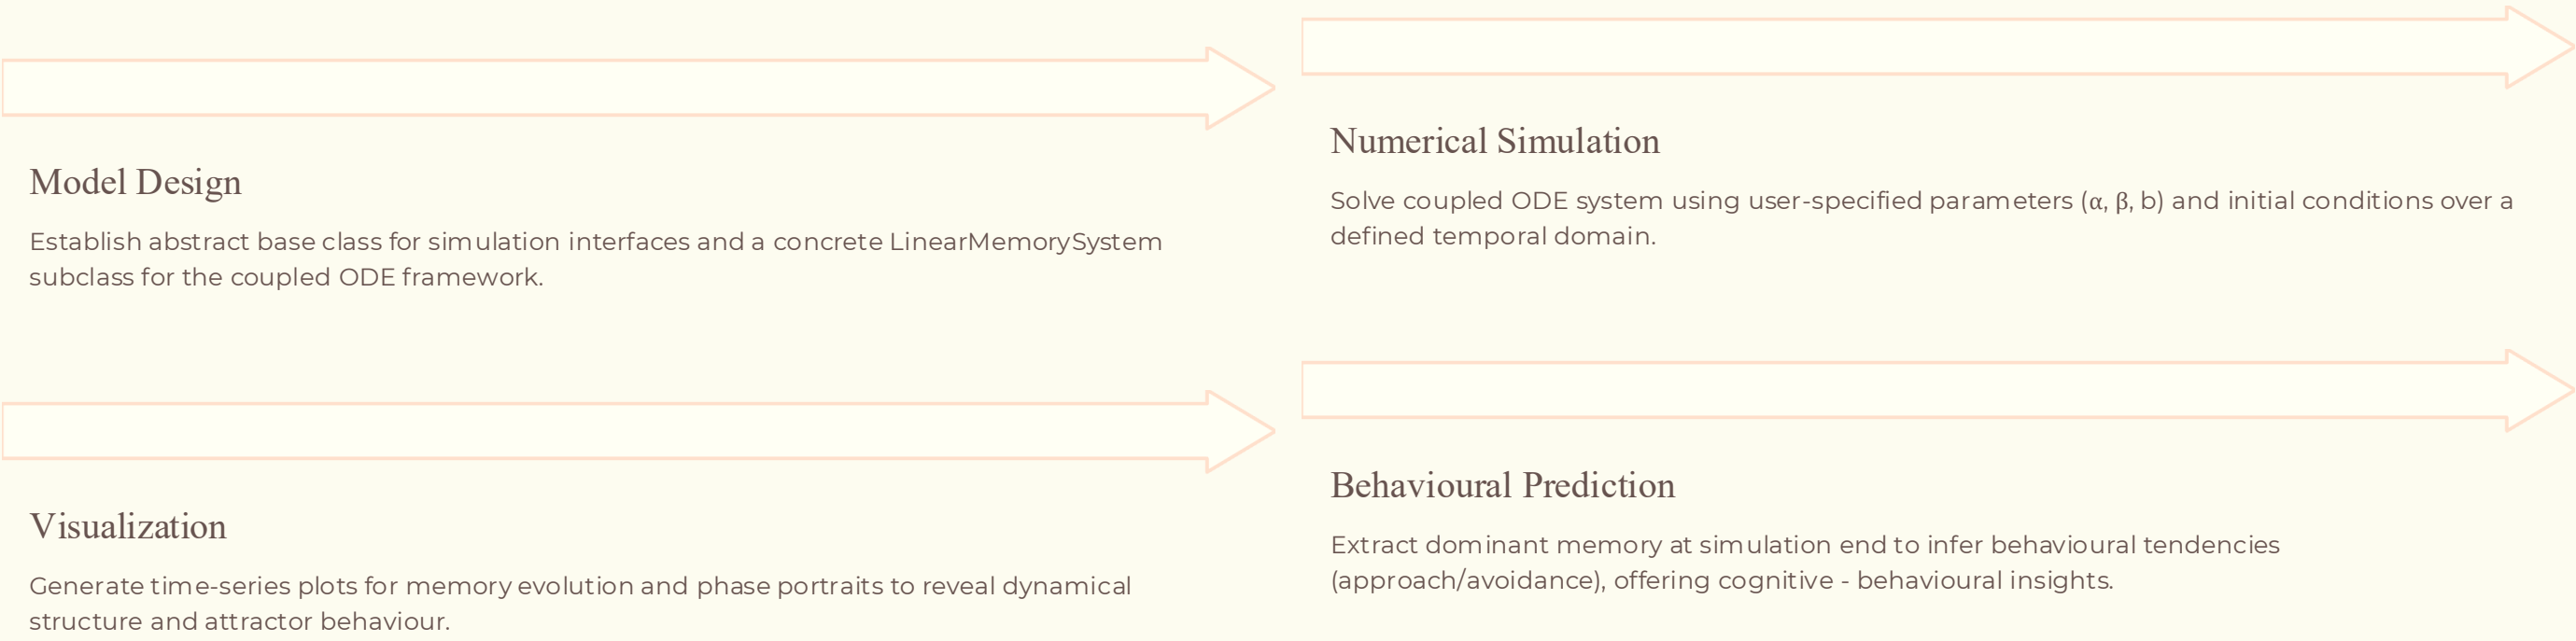 Model Design
Establish abstract base class for simulation interfaces and a concrete LinearMemorySystem
subclass for the coupled ODE framework.
Numerical Simulation
Solve coupled ODE system using user-specified parameters (α, β, b) and initial conditions over a
defined temporal domain.
Visualization
Generate time-series plots for memory evolution and phase portraits to reveal dynamical
structure and attractor behaviour.
Behavioural Prediction
Extract dominant memory at simulation end to infer behavioural tendencies
(approach/avoidance), offering cognitive - behavioural insights.